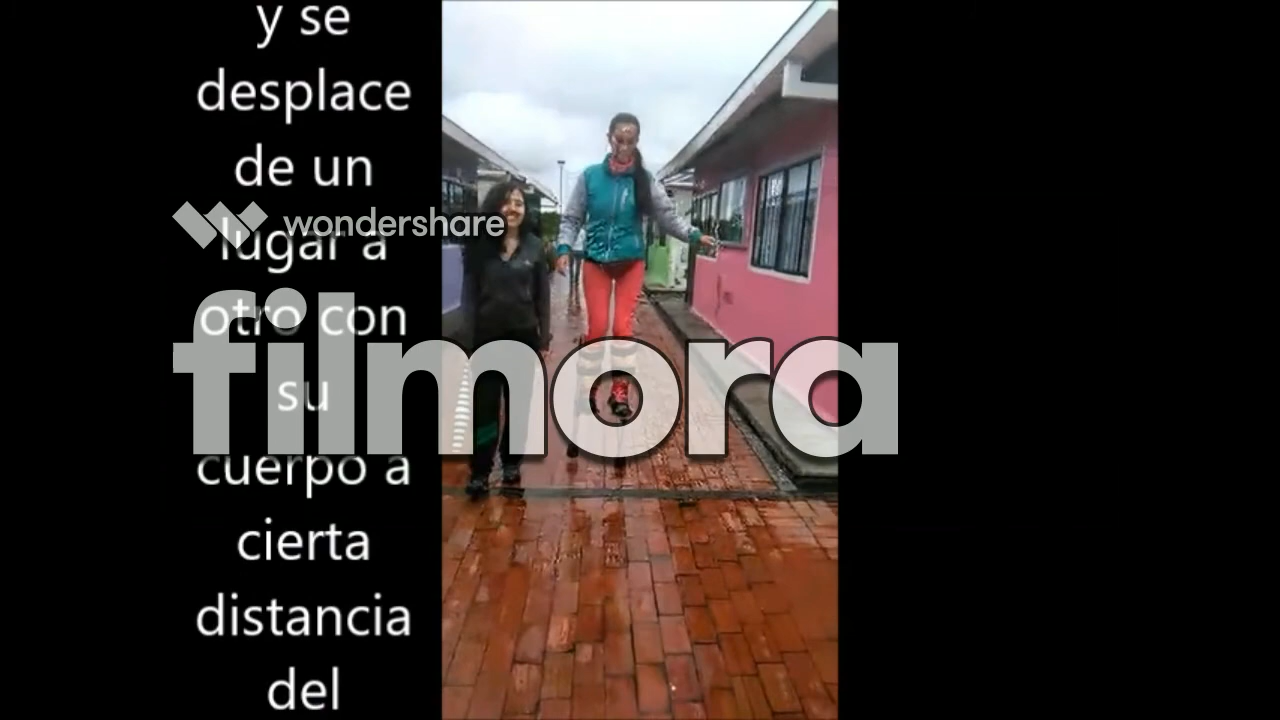 y se
desplace
de un
lugar a
otro con
su
cuerpo a
cierta
distancia
del
wondershare
filmora